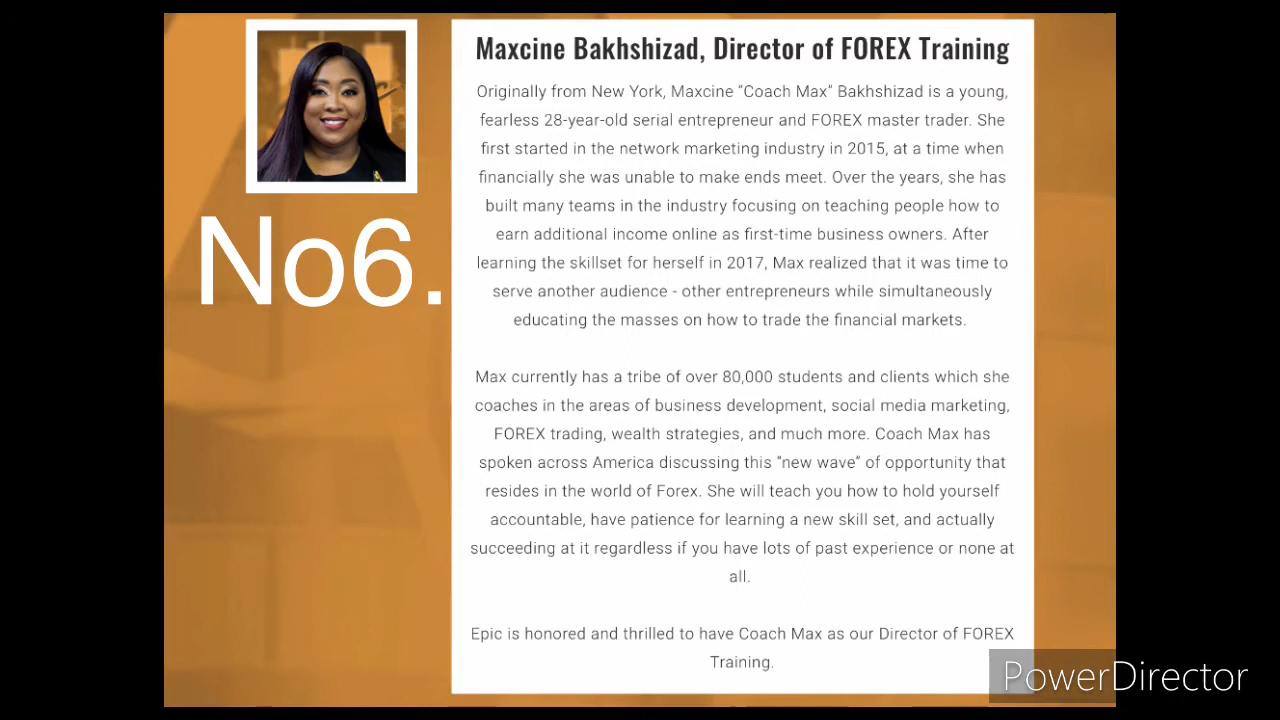 Maxcine Bakhshizad, Director of FOREX Training
Originally from New York, Maxcine “Coach Max” Bakhshizad is a young,
fearless 28-year-old serial entrepreneur and FOREX master trader. She
first started in the network marketing industry in 2015, at a time when
financially she was unable to make ends meet. Over the years, she has
built many teams in the industry focusing on teaching people how to
earn additional income online as first-time business owners. After
learning the skillset for herself in 2017, Max realized that it was time to
serve another audience - other entrepreneurs while simultaneously
educating the masses on how to trade the financial markets.
Max currently has a tribe of over 80,000 students and clients which she
coaches in the areas of business development, social media marketing,
FOREX trading, wealth strategies, and much more. Coach Max has
spoken across America discussing this “new wave” of opportunity that
resides in the world of Forex. She will teach you how to hold yourself
accountable, have patience for learning a new skill set, and actually
succeeding at it regardless if you have lots of past experience or none at
all.
Epic is honored and thrilled to have Coach Max as our Director of FOREX
Training.
No6.
PowerDirector